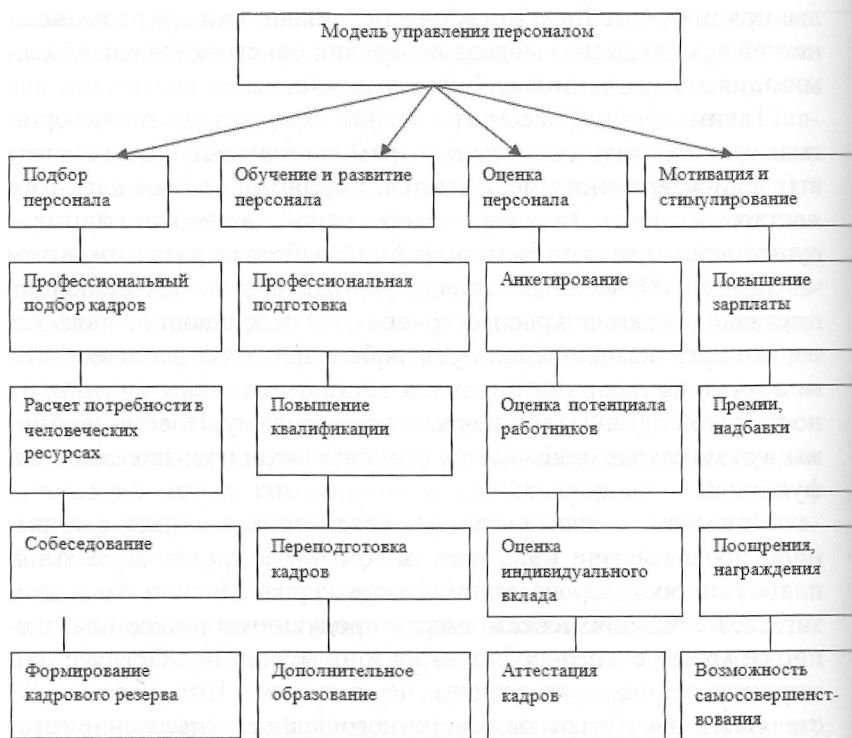 Модель управления персоналом
Подбор
персонала
Обучение и развитие
персонала
Оценка
персонала
Мотивация и
стимулирование
Профессиональный
подбор кадров
Профессиональная
подготовка
Анкетирование
Повышение
зарплаты
Расчет потребности в
человеческих
ресурсах
Повышение
квалификации
Оценка потенциала
работников
Премии,
надбавки
Собеседование
Переподготовка
кадров
Оценка
индивидуального
вклада
Поощрения,
награждения
Формирование
кадрового резерва
Дополнительное
образование
Аттестация
кадров
Возможность
самосовершенст-
вования